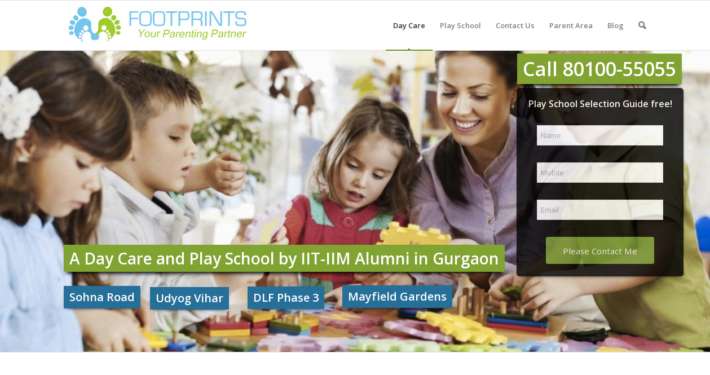 FOOTPRINTS
Your Parenting Partner
Day Care
Play School
Contact Us
Parent Area
Blog
Call 80100-55055
Play School Selection Guide free!
Name
Mobile
Email
Please Contact Me
A Day Care and Play School by IIT-IIM Alumni in Gurgaon
Sohna Road
Udyog Vihar
DLF Phase 3
Mayfield Gardens